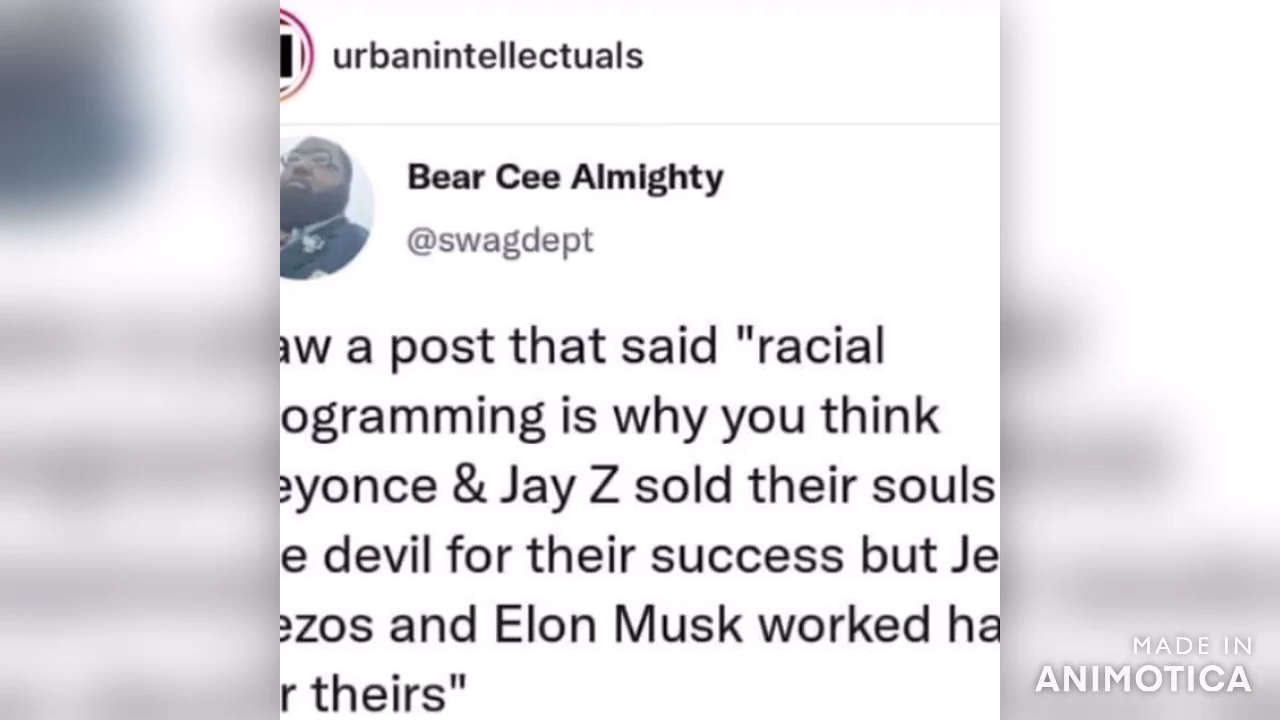 urbanintellectuals
Bear Cee Almighty
@swagdept
aw a post that said "racial
ogramming is why you think
eyonce & Jay Z sold their souls
e devil for their success but Je
ezos and Elon Musk worked ha
r theirs"
MADE IN
ANIMOTICA